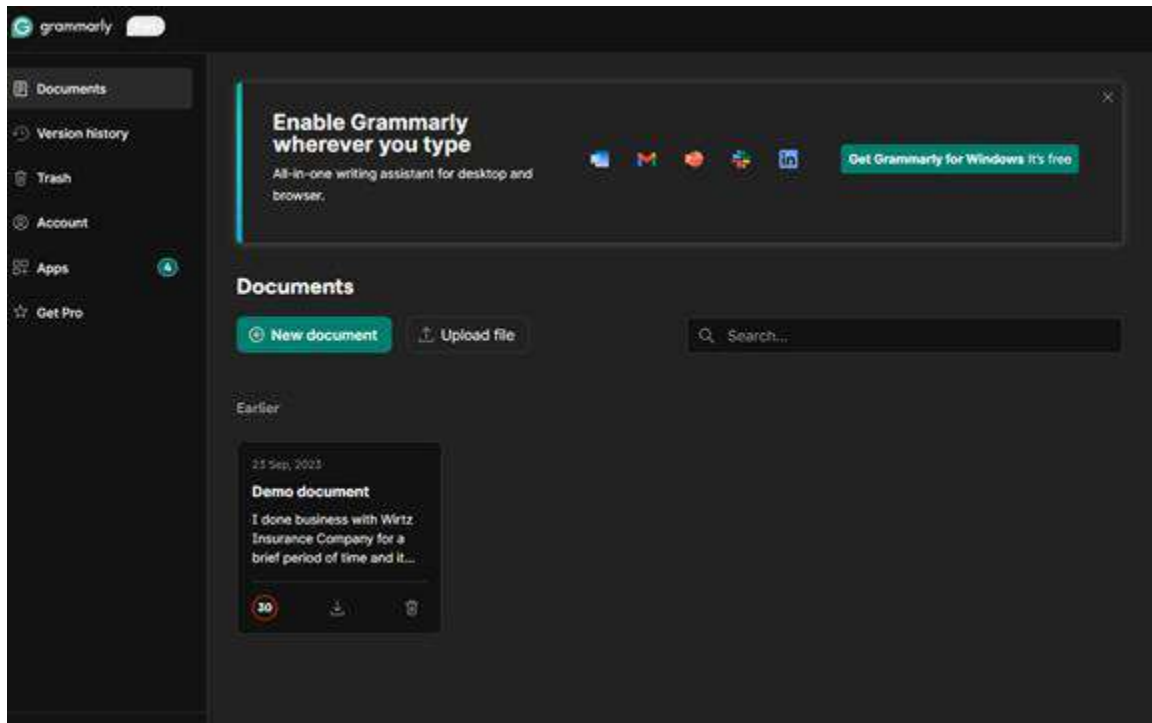 grammarly
Documents
Version history
Trash
Account
Apps
4
Get Pro
Enable Grammarly
wherever you type
All-in-one writing assistant for desktop and
browser.
in
Get Grammarly for Windows It's free
Documents
New document
Upload file
Search...
Earlier
23 Sep, 2023
Demo document
I done business with Wirtz
Insurance Company for a
brief period of time and it...
30